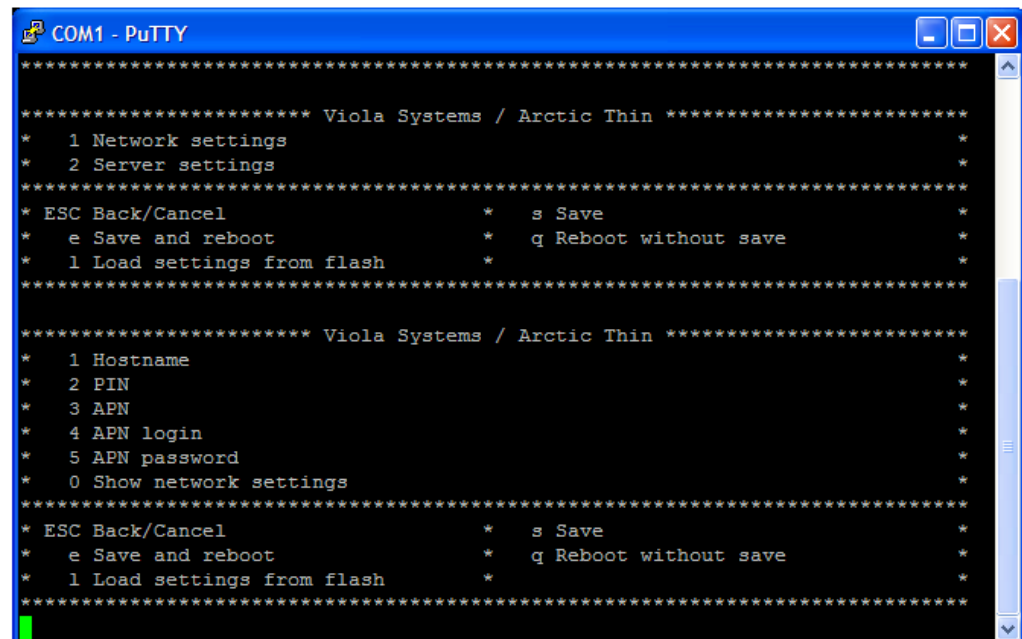 COM1 - PuTTY
******************************************************************************
************************ Viola Systems / Arctic Thin *************************
*   1 Network settings                                                       *
*   2 Server settings                                                        *
******************************************************************************
* ESC Back/Cancel                     *   s Save                             *
*   e Save and reboot                 *   q Reboot without save              *
*   l Load settings from flash        *                                      *
******************************************************************************
************************ Viola Systems / Arctic Thin *************************
*   1 Hostname                                                               *
*   2 PIN                                                                    *
*   3 APN                                                                    *
*   4 APN login                                                              *
*   5 APN password                                                           *
*   0 Show network settings                                                  *
******************************************************************************
* ESC Back/Cancel                     *   s Save                             *
*   e Save and reboot                 *   q Reboot without save              *
*   l Load settings from flash        *                                      *
******************************************************************************